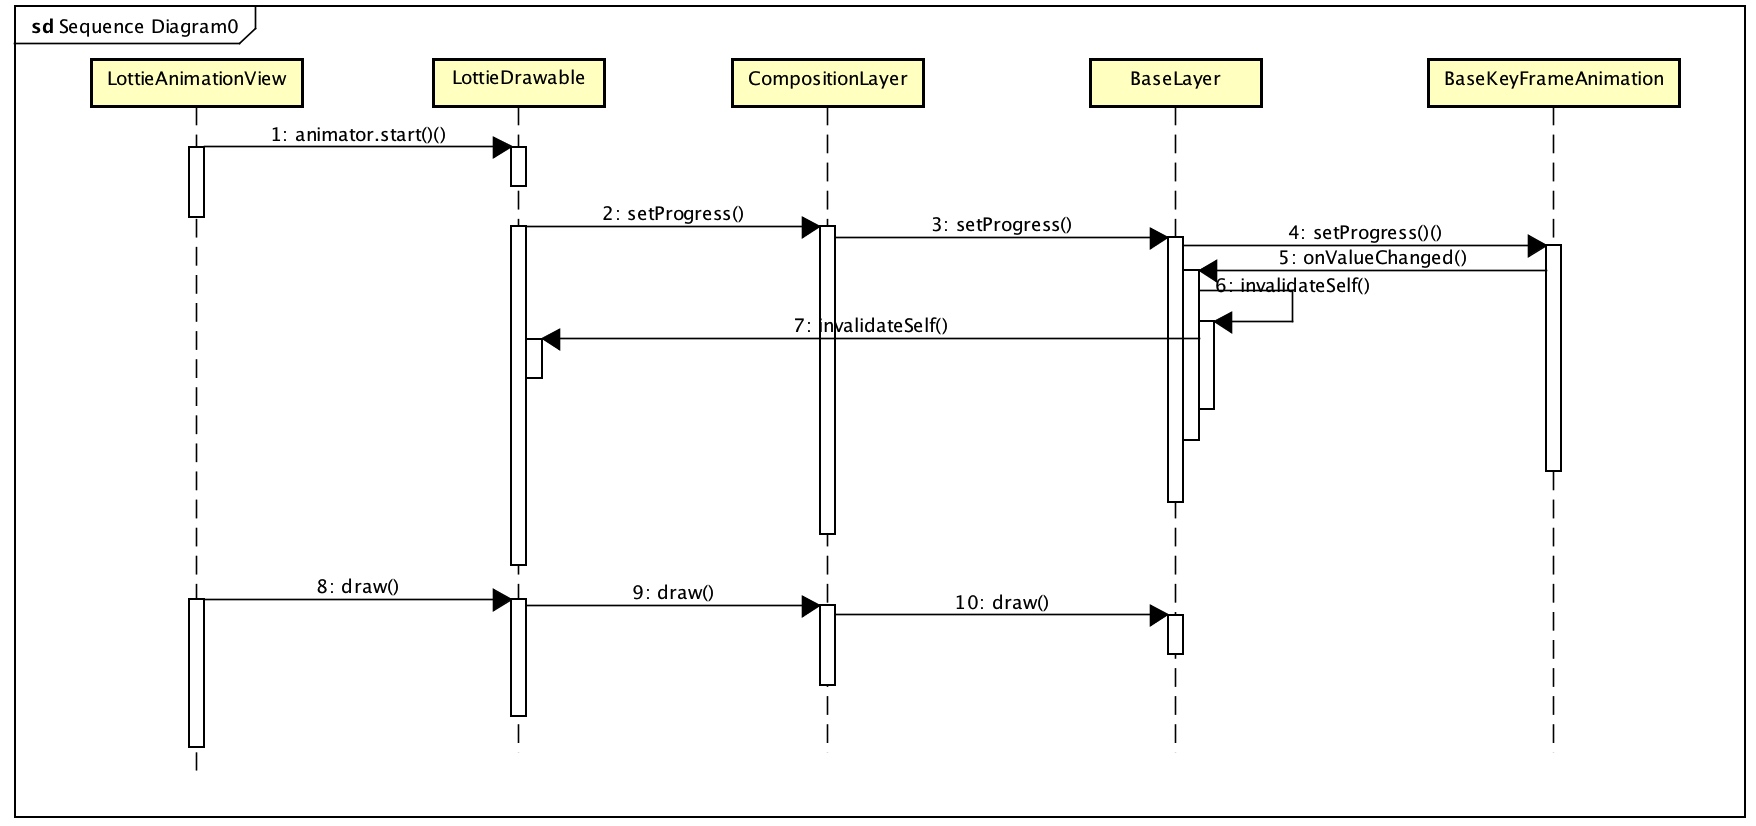 sd Sequence Diagram0
LottieAnimationView
LottieDrawable
CompositionLayer
BaseLayer
BaseKeyFrameAnimation
1: animator.start()()
2: setProgress()
3: setProgress()
4: setProgress()()
5: onValueChanged()
6: invalidateSelf()
7: invalidateSelf()
8: draw()
9: draw()
10: draw()